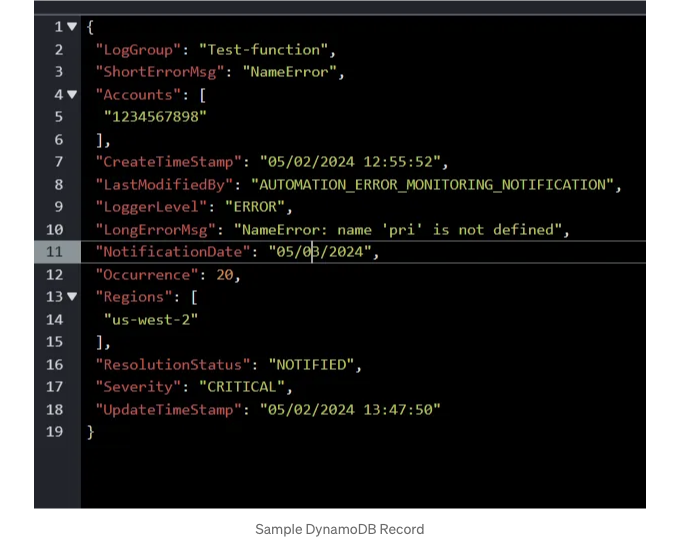 1 {
2 "LogGroup": "Test-function",
3 "ShortErrorMsg": "NameError",
4 "Accounts": [
5 "1234567898"
6 ],
7 "CreateTimeStamp": "05/02/2024 12:55:52",
8 "LastModifiedBy": "AUTOMATION_ERROR_MONITORING_NOTIFICATION",
9 "LoggerLevel": "ERROR",
10 "LongErrorMsg": "NameError: name 'pri' is not defined",
11 "NotificationDate": "05/03/2024",
12 "Occurrence": 20,
13 "Regions": [
14 "us-west-2"
15 ],
16 "ResolutionStatus": "NOTIFIED",
17 "Severity": "CRITICAL",
18 "UpdateTimeStamp": "05/02/2024 13:47:50"
19 }
Sample DynamoDB Record